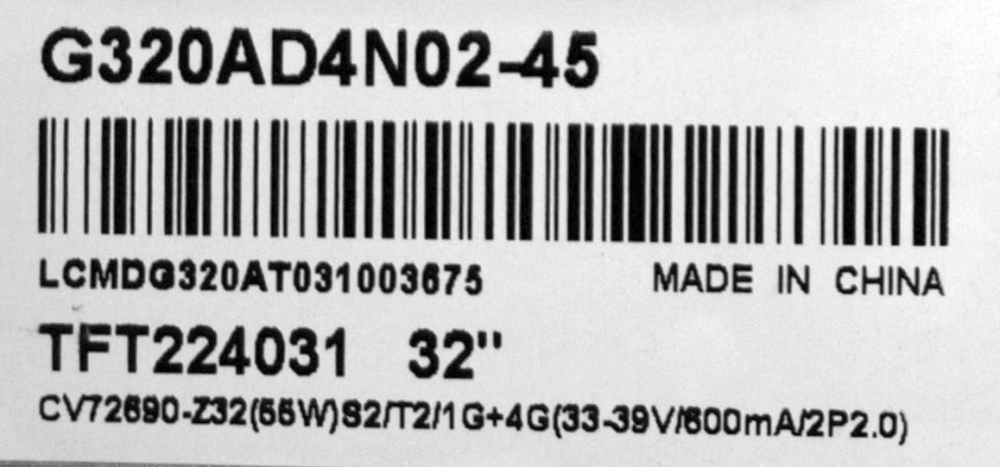 G320AD4N02-45
LCMDG320AT031003675
MADE IN CHINA
TFT224031 32"
CV72690-Z32(55W)S2/T2/1G+4G(33-39V/600mA/2P2.0)